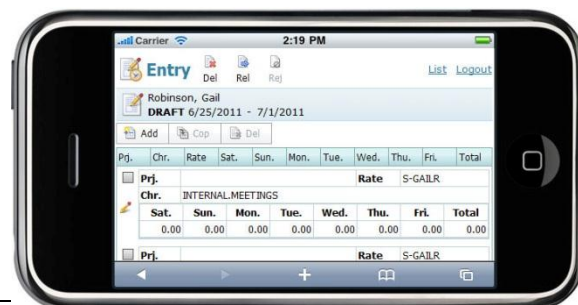 Carrier 2:19 PM
Entry Del Rel Rej List Logout
Robinson, Gail
DRAFT 6/25/2011 - 7/1/2011
Add Cop Del
Prj. Chr. Rate Sat. Sun. Mon. Tue. Wed. Thu. Fri. Total
Prj. Rate S-GAILR
Chr. INTERNAL.MEETINGS
Sat. Sun. Mon. Tue. Wed. Thu. Fri. Total
0.00 0.00 0.00 0.00 0.00 0.00 0.00 0.00
Prj. Rate S-GAILR